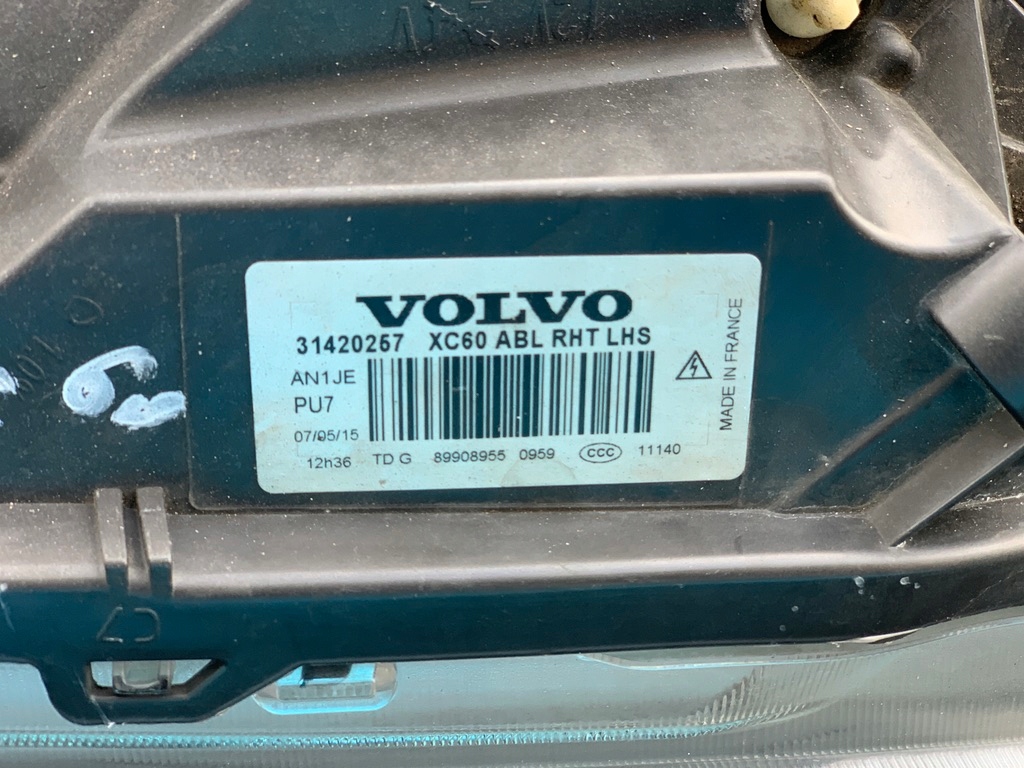 VOLVO
31420257 XC60 ABL RHT LHS
AN1JE
PU7
07/05/15
12h36 TD G 89908955 0959 CCC 11140
MADE IN FRANCE
69